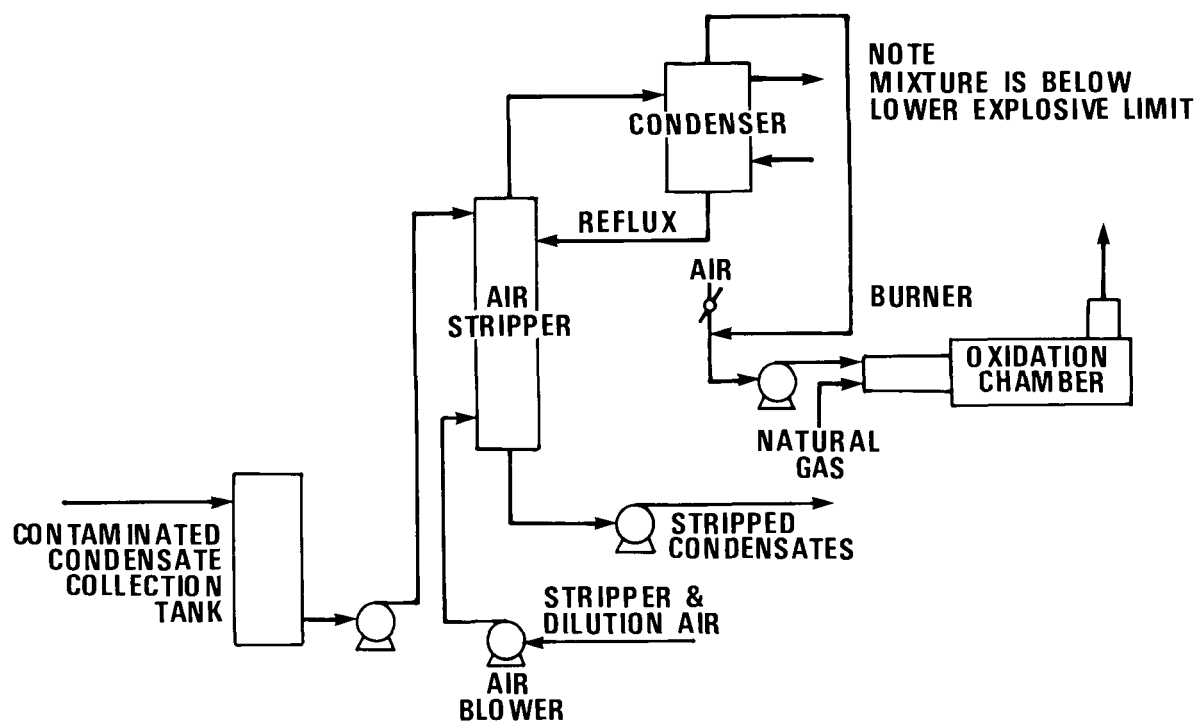 NOTE
MIXTURE IS BELOW
LOWER EXPLOSIVE LIMIT
CONDENSER
REFLUX
AIR
STRIPPER
AIR
BURNER
OXIDATION
CHAMBER
NATURAL
GAS
STRIPPED
CONDENSATES
CONTAMINATED
CONDENSATE
COLLECTION
TANK
STRIPPER &
DILUTION AIR
AIR
BLOWER